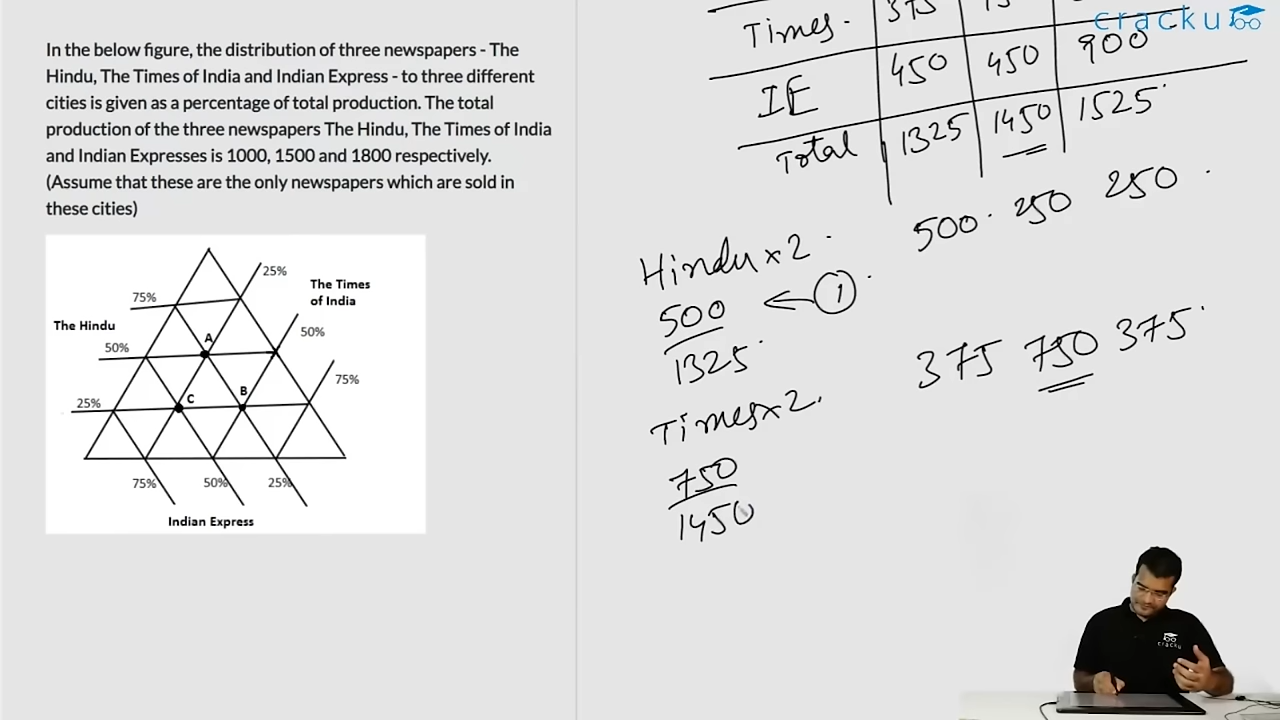 cracku
In the below figure, the distribution of three newspapers - The
Hindu, The Times of India and Indian Express - to three different
cities is given as a percentage of total production. The total
production of the three newspapers The Hindu, The Times of India
and Indian Expresses is 1000, 1500 and 1800 respectively.
(Assume that these are the only newspapers which are sold in
these cities)
25%
The Times
of India
75%
The Hindu
50%
A
50%
75%
25%
C
B
75%
50%
25%
Indian Express
Times. 375
IE 450 450 900
Total 1325 1450 1525
Hindu x 2. 500. 250 250.
500 ← 1.
1325
375 750 375.
Times x 2.
750
1450
cracku